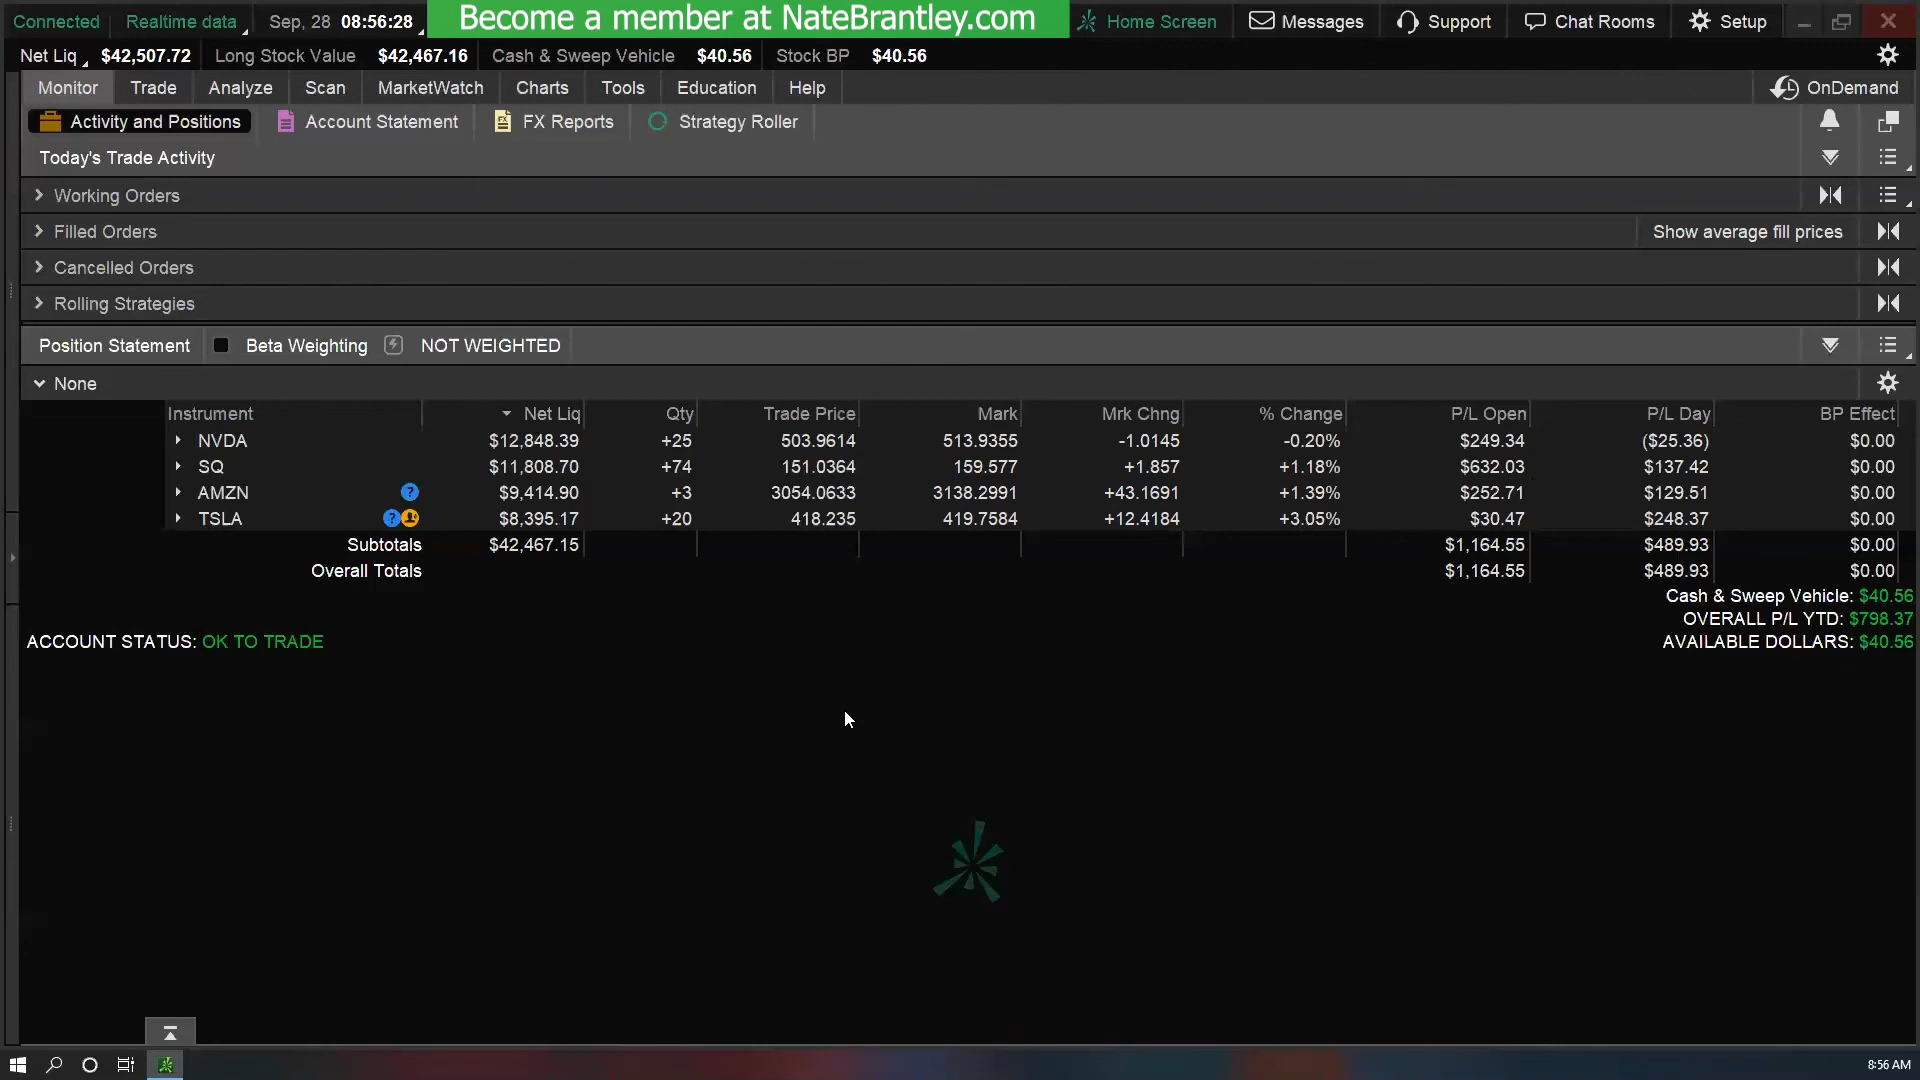 Connected Realtime data Sep, 28 08:56:28 Become a member at NateBrantley.com Home Screen Messages Support Chat Rooms Setup
Net Liq $42,507.72 Long Stock Value $42,467.16 Cash & Sweep Vehicle $40.56 Stock BP $40.56
Monitor Trade Analyze Scan MarketWatch Charts Tools Education Help OnDemand
Activity and Positions Account Statement FX Reports Strategy Roller
Today's Trade Activity
Working Orders
Filled Orders Show average fill prices
Cancelled Orders
Rolling Strategies
Position Statement Beta Weighting NOT WEIGHTED
None
Instrument Net Liq Qty Trade Price Mark Mrk Chng % Change P/L Open P/L Day BP Effect
NVDA $12,848.39 +25 503.9614 513.9355 -1.0145 -0.20% $249.34 ($25.36) $0.00
SQ $11,808.70 +74 151.0364 159.577 +1.857 +1.18% $632.03 $137.42 $0.00
AMZN ? $9,414.90 +3 3054.0633 3138.2991 +43.1691 +1.39% $252.71 $129.51 $0.00
TSLA ? $8,395.17 +20 418.235 419.7584 +12.4184 +3.05% $30.47 $248.37 $0.00
Subtotals $42,467.15 $1,164.55 $489.93 $0.00
Overall Totals $1,164.55 $489.93 $0.00
Cash & Sweep Vehicle: $40.56
OVERALL P/L YTD: $798.37
ACCOUNT STATUS: OK TO TRADE AVAILABLE DOLLARS: $40.56
8:56 AM